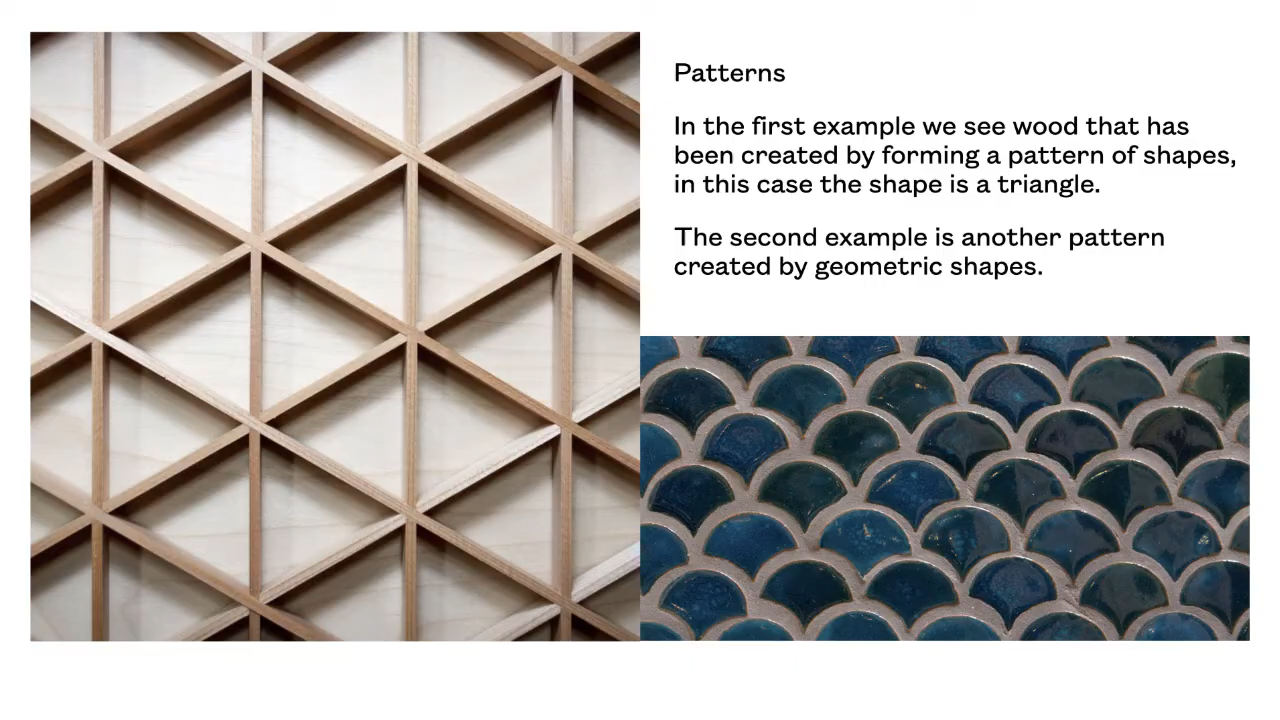 Patterns
In the first example we see wood that has
been created by forming a pattern of shapes,
in this case the shape is a triangle.
The second example is another pattern
created by geometric shapes.